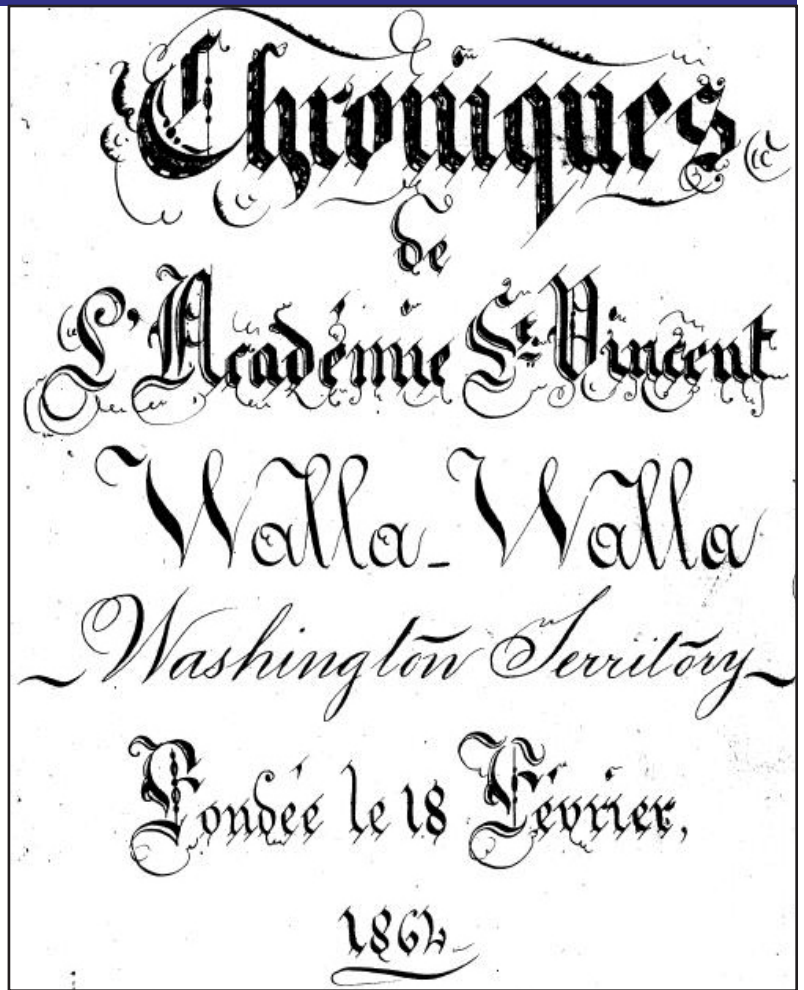 Chroniques
de
L'Académie St. Vincent
Walla-Walla
Washington Territory
Fondée le 18 Février,
1864